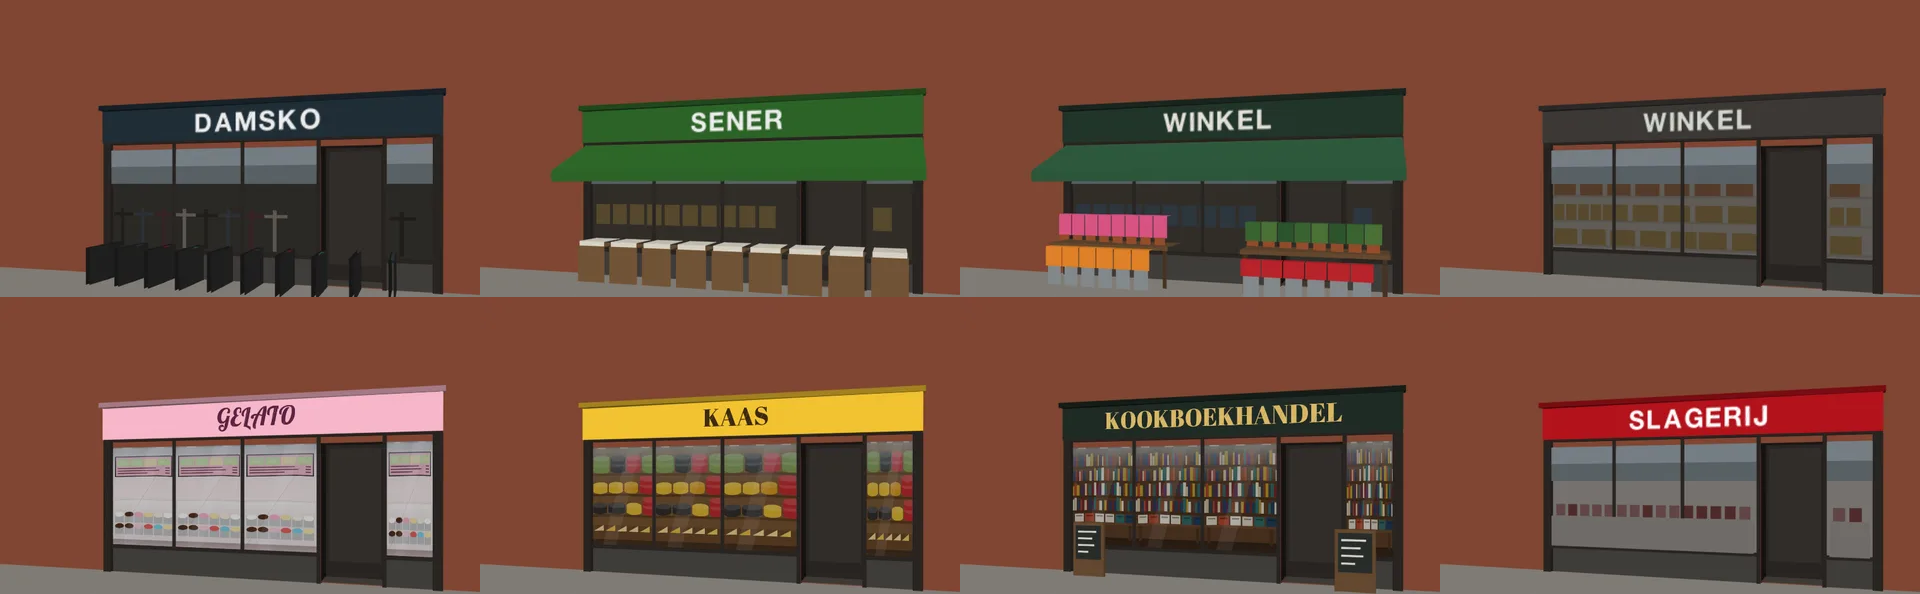 DAMSKO
SENER
WINKEL
WINKEL
GELATO
KAAS
KOOKBOEKHANDEL
SLAGERIJ